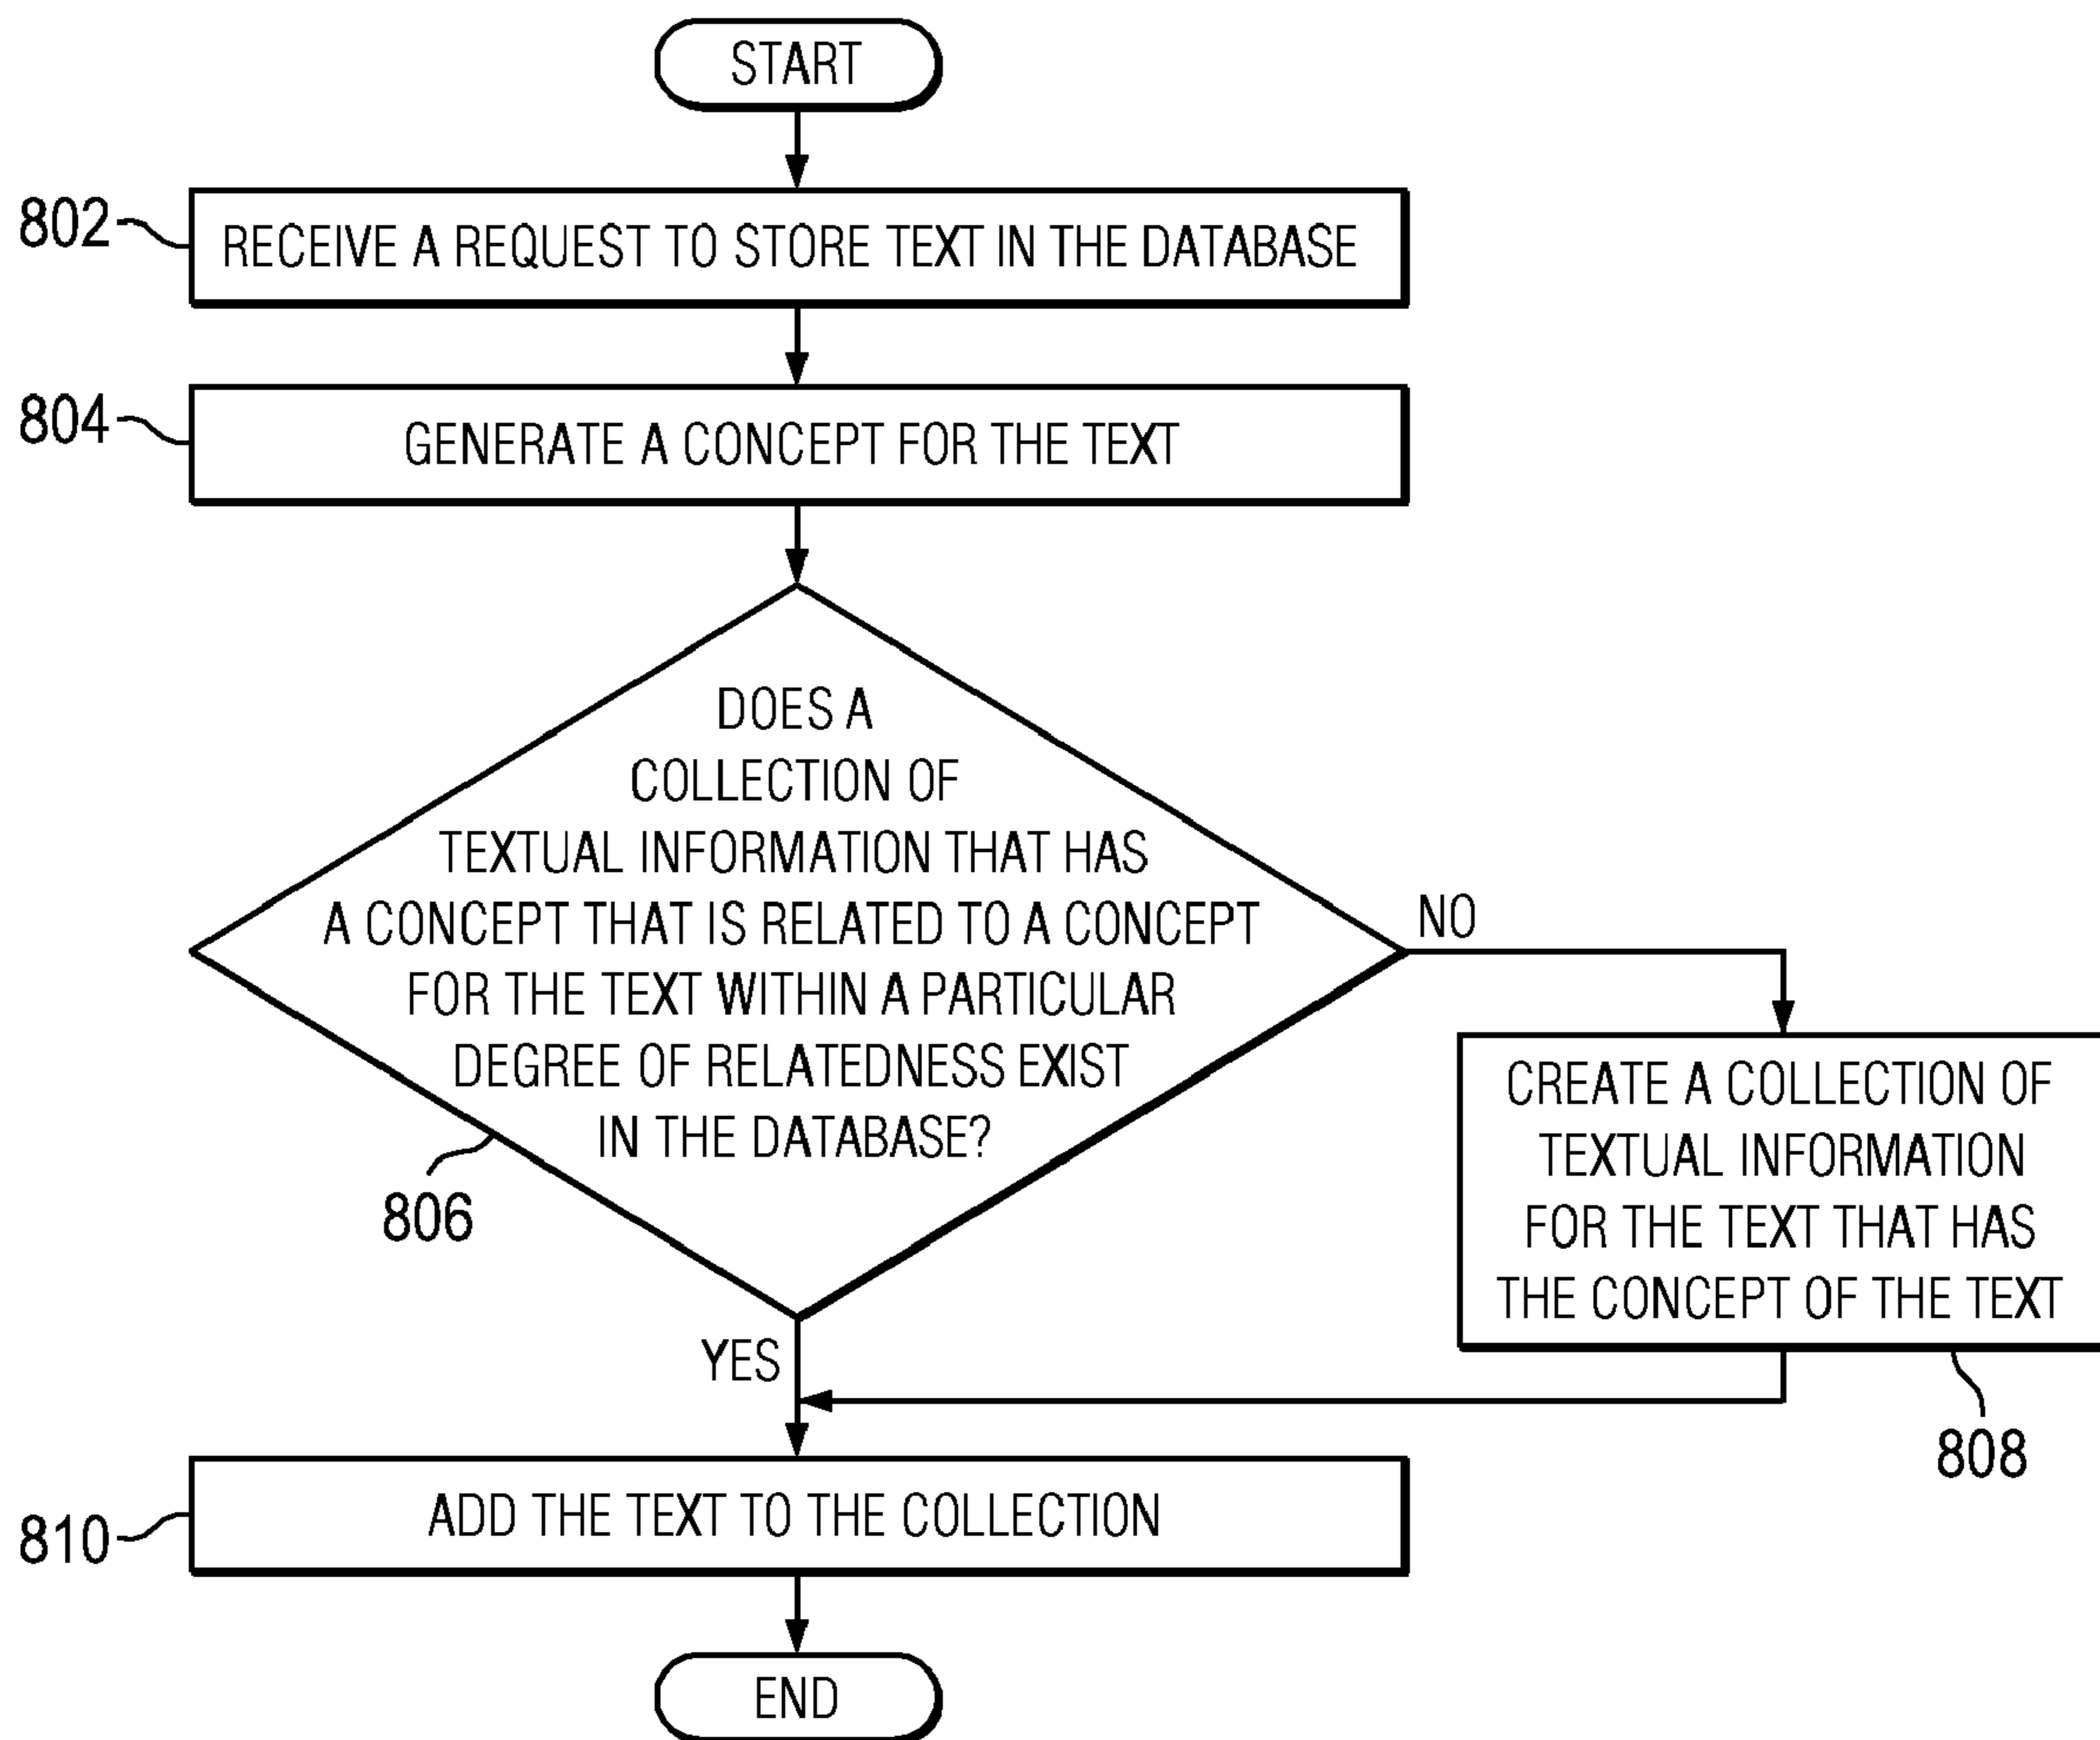 START
802
RECEIVE A REQUEST TO STORE TEXT IN THE DATABASE
804
GENERATE A CONCEPT FOR THE TEXT
DOES A
COLLECTION OF
TEXTUAL INFORMATION THAT HAS
A CONCEPT THAT IS RELATED TO A CONCEPT
FOR THE TEXT WITHIN A PARTICULAR
DEGREE OF RELATEDNESS EXIST
IN THE DATABASE?
806
NO
CREATE A COLLECTION OF
TEXTUAL INFORMATION
FOR THE TEXT THAT HAS
THE CONCEPT OF THE TEXT
808
YES
810
ADD THE TEXT TO THE COLLECTION
END